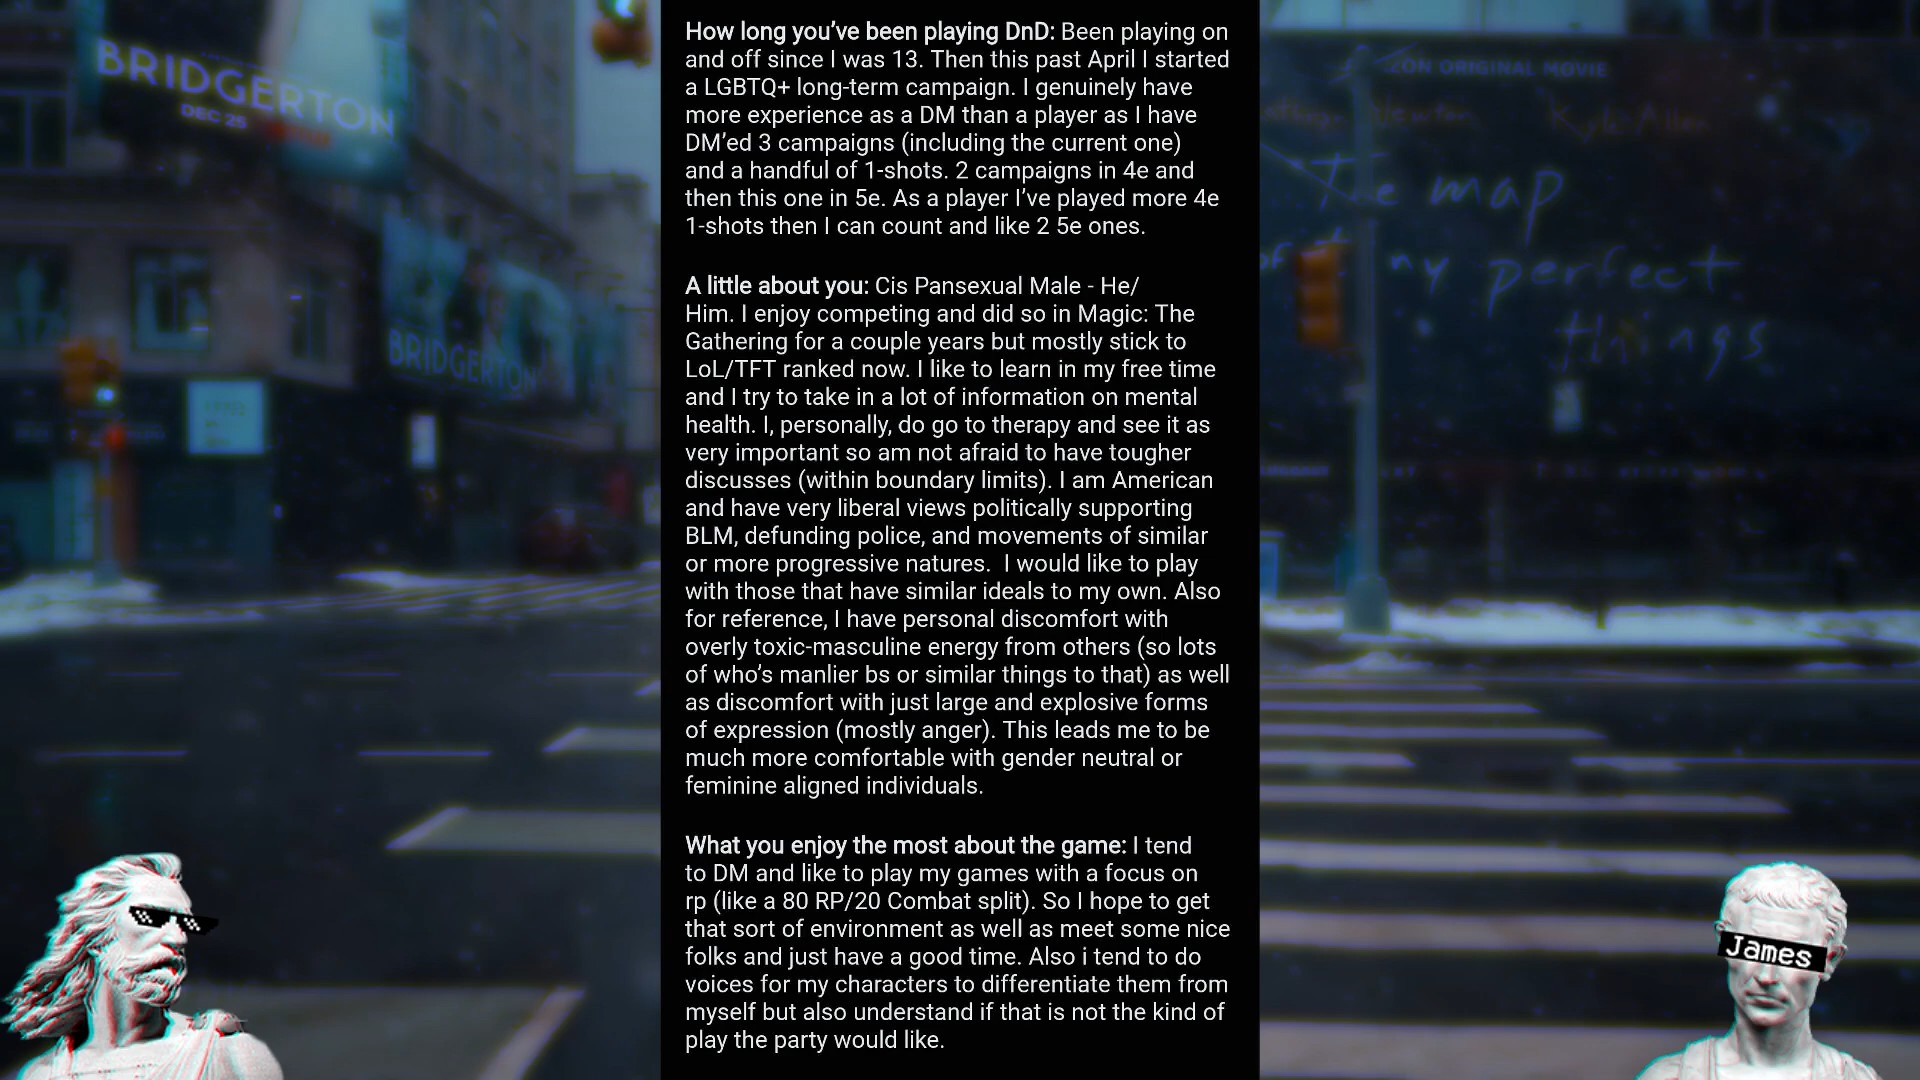 BRIDGERTON
DEC 25
BRIDGERTON
How long you've been playing DnD: Been playing on
and off since I was 13. Then this past April I started
a LGBTQ+ long-term campaign. I genuinely have
more experience as a DM than a player as I have
DM'ed 3 campaigns (including the current one)
and a handful of 1-shots. 2 campaigns in 4e and
then this one in 5e. As a player I've played more 4e
1-shots then I can count and like 2 5e ones.
A little about you: Cis Pansexual Male - He/
Him. I enjoy competing and did so in Magic: The
Gathering for a couple years but mostly stick to
LoL/TFT ranked now. I like to learn in my free time
and I try to take in a lot of information on mental
health. I, personally, do go to therapy and see it as
very important so am not afraid to have tougher
discusses (within boundary limits). I am American
and have very liberal views politically supporting
BLM, defunding police, and movements of similar
or more progressive natures.  I would like to play
with those that have similar ideals to my own. Also
for reference, I have personal discomfort with
overly toxic-masculine energy from others (so lots
of who's manlier bs or similar things to that) as well
as discomfort with just large and explosive forms
of expression (mostly anger). This leads me to be
much more comfortable with gender neutral or
feminine aligned individuals.
What you enjoy the most about the game: I tend
to DM and like to play my games with a focus on
rp (like a 80 RP/20 Combat split). So I hope to get
that sort of environment as well as meet some nice
folks and just have a good time. Also i tend to do
voices for my characters to differentiate them from
myself but also understand if that is not the kind of
play the party would like.
ORIGINAL MOVIE
Newton Kyle Allen
The map
of tiny perfect
things
James